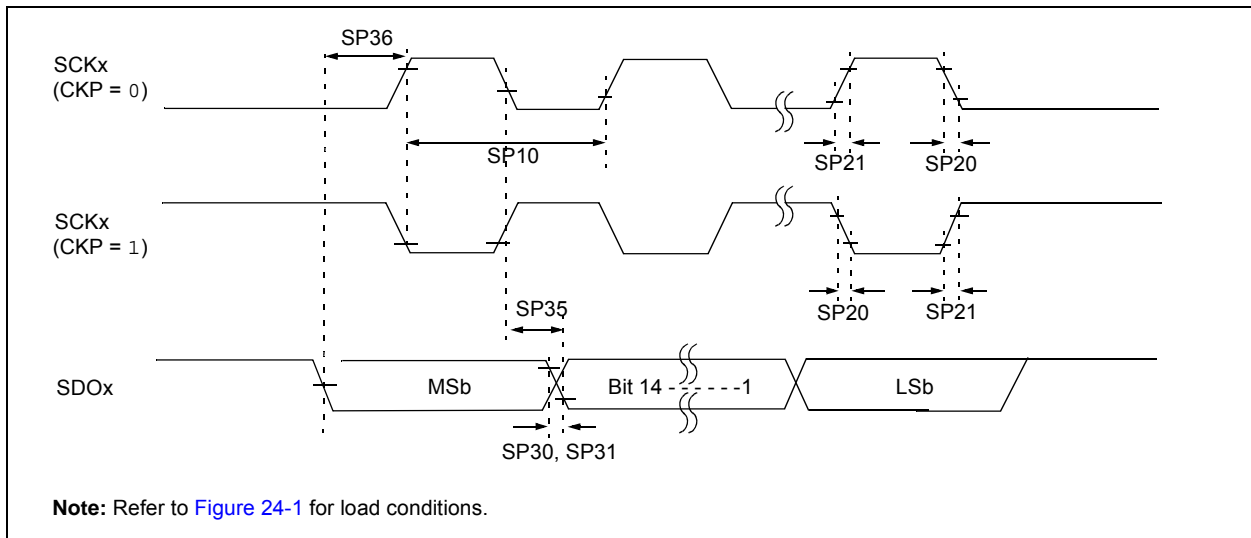 SP36
SCKx
(CKP = 0)
SP10
SP21
SP20
SCKx
(CKP = 1)
SP35
SP20
SP21
SDOx
MSb
Bit 14 - - - - - -1
LSb
SP30, SP31
Note: Refer to Figure 24-1 for load conditions.